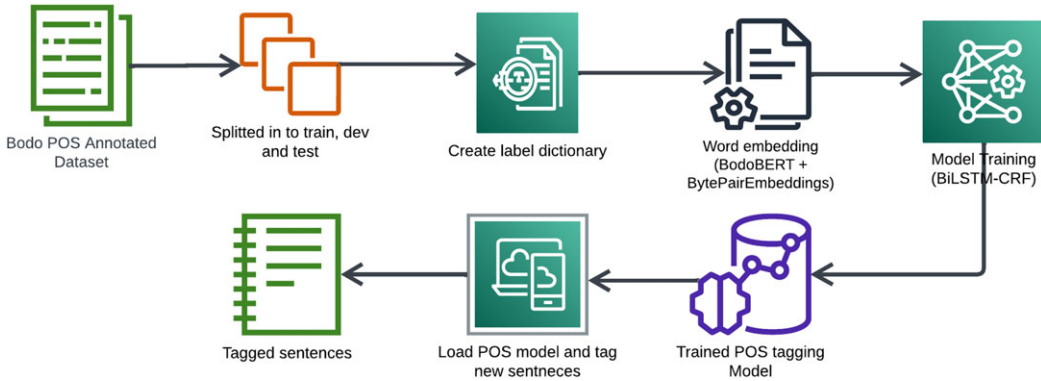 Bodo POS Annotated
Dataset
Splitted in to train, dev
and test
Create label dictionary
Word embedding
(BodoBERT +
BytePairEmbeddings)
Model Training
(BiLSTM-CRF)
Tagged sentences
Load POS model and tag
new sentneces
Trained POS tagging
Model